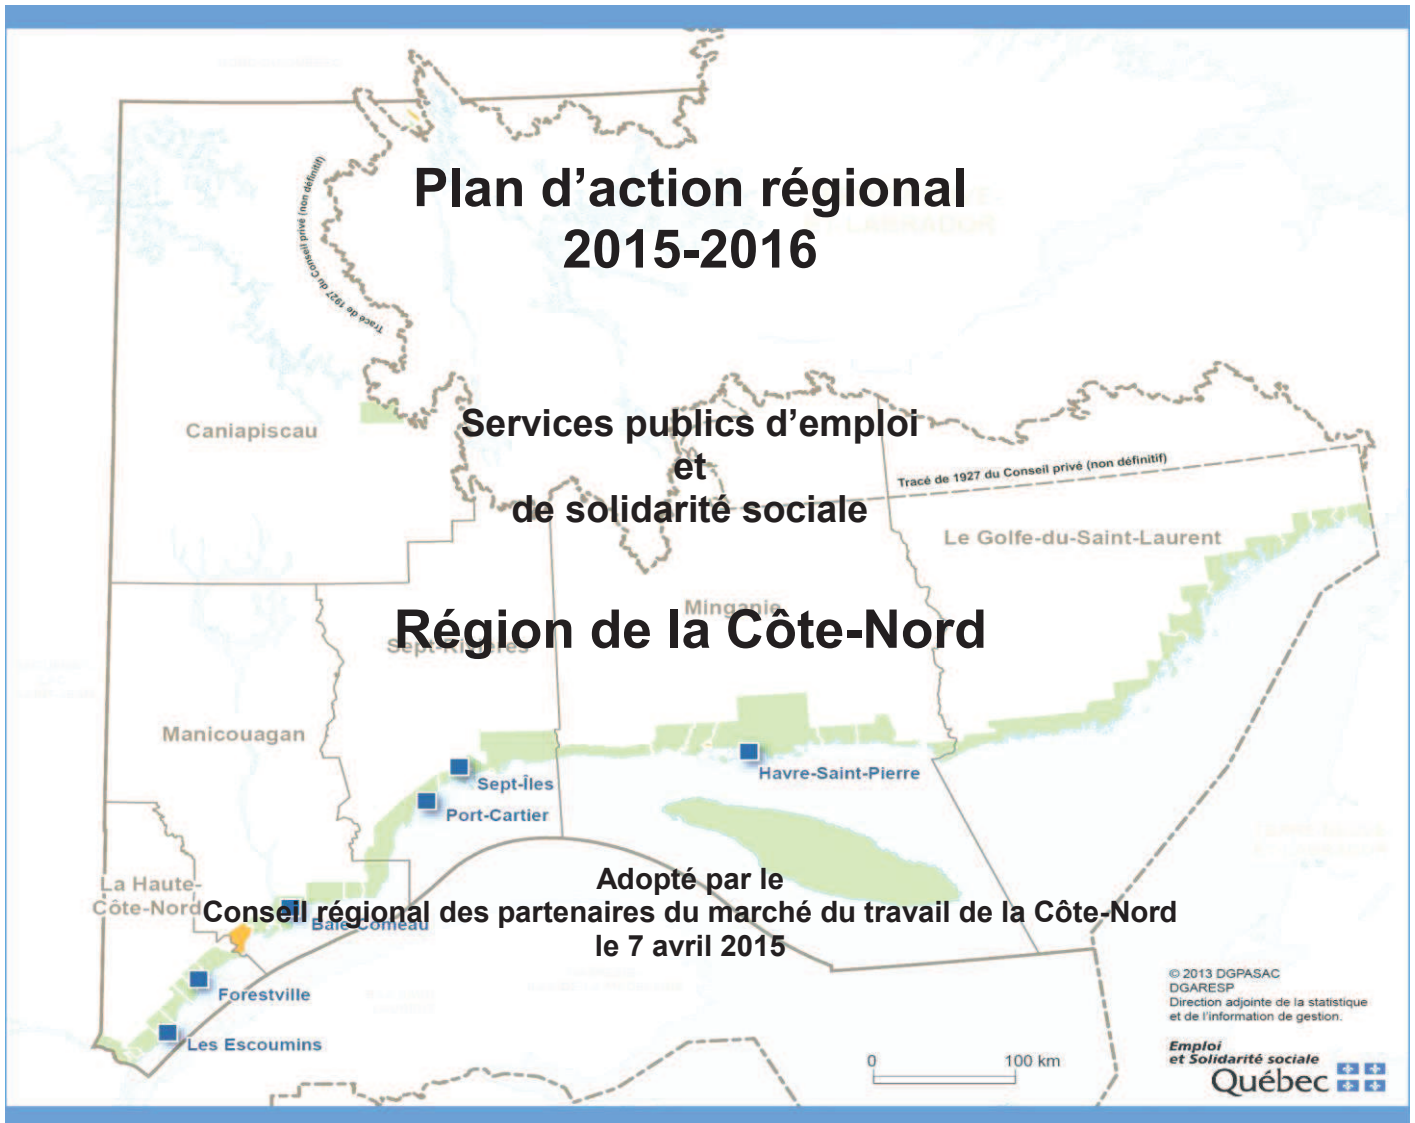 Plan d’action régional
2015-2016
LABRADOR
Tracé de 1927 du Conseil privé (non définitif)
Services publics d’emploi
et
de solidarité sociale
Caniapiscau
Tracé de 1927 du Conseil privé (non définitif)
Le Golfe-du-Saint-Laurent
Minganie
Région de la Côte-Nord
Sept-Rivières
Manicouagan
Sept-Îles
Port-Cartier
Havre-Saint-Pierre
La Haute-
Côte-Nord
Adopté par le
Conseil régional des partenaires du marché du travail de la Côte-Nord
le 7 avril 2015
Baie-Comeau
Forestville
Les Escoumins
0 100 km
© 2013 DGPASAC
DGARESP
Direction adjointe de la statistique
et de l'information de gestion.
Emploi
et Solidarité sociale
Québec